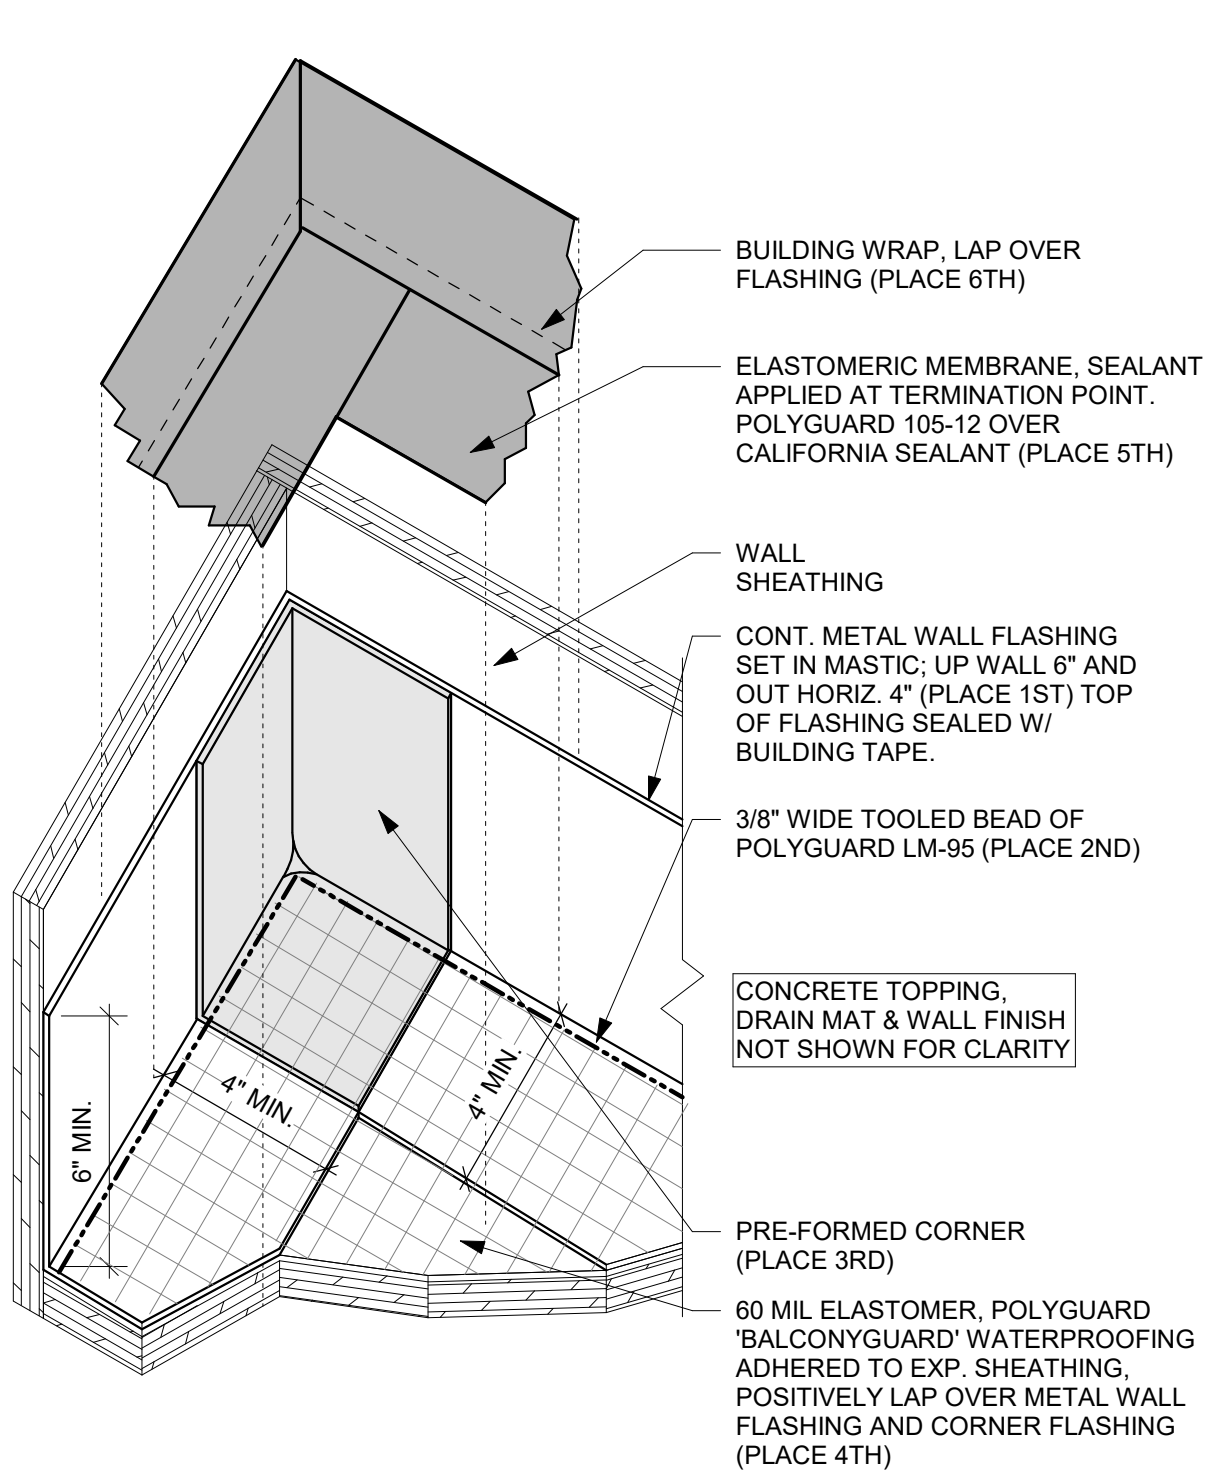 BUILDING WRAP, LAP OVER
FLASHING (PLACE 6TH)
ELASTOMERIC MEMBRANE, SEALANT
APPLIED AT TERMINATION POINT.
POLYGUARD 105-12 OVER
CALIFORNIA SEALANT (PLACE 5TH)
WALL
SHEATHING
CONT. METAL WALL FLASHING
SET IN MASTIC; UP WALL 6" AND
OUT HORIZ. 4" (PLACE 1ST) TOP
OF FLASHING SEALED W/
BUILDING TAPE.
3/8" WIDE TOOLED BEAD OF
POLYGUARD LM-95 (PLACE 2ND)
CONCRETE TOPPING,
DRAIN MAT & WALL FINISH
NOT SHOWN FOR CLARITY
4" MIN.
4" MIN.
6" MIN.
PRE-FORMED CORNER
(PLACE 3RD)
60 MIL ELASTOMER, POLYGUARD
'BALCONYGUARD' WATERPROOFING
ADHERED TO EXP. SHEATHING,
POSITIVELY LAP OVER METAL WALL
FLASHING AND CORNER FLASHING
(PLACE 4TH)